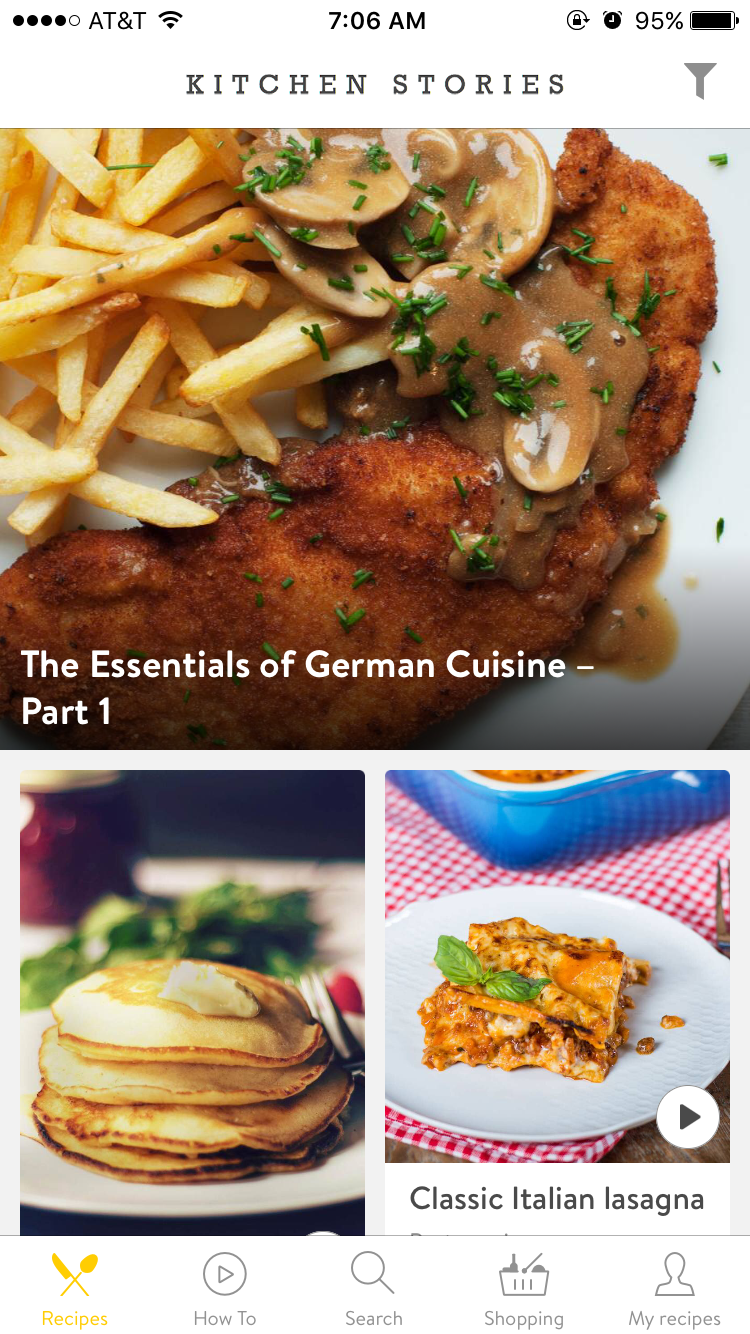 AT&T 7:06 AM 95%
KITCHEN STORIES
The Essentials of German Cuisine –
Part 1
Classic Italian lasagna
Recipes How To Search Shopping My recipes